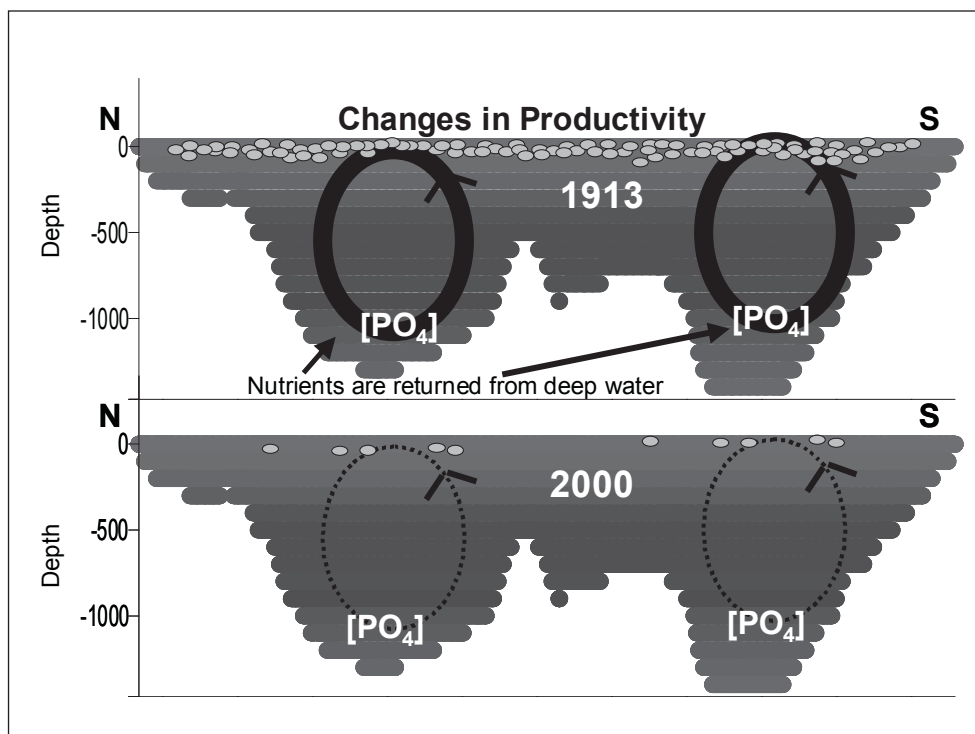 Changes in Productivity
N
S
0
1913
Depth
-500
-1000
[PO₄]
[PO₄]
Nutrients are returned from deep water
N
S
0
2000
Depth
-500
-1000
[PO₄]
[PO₄]